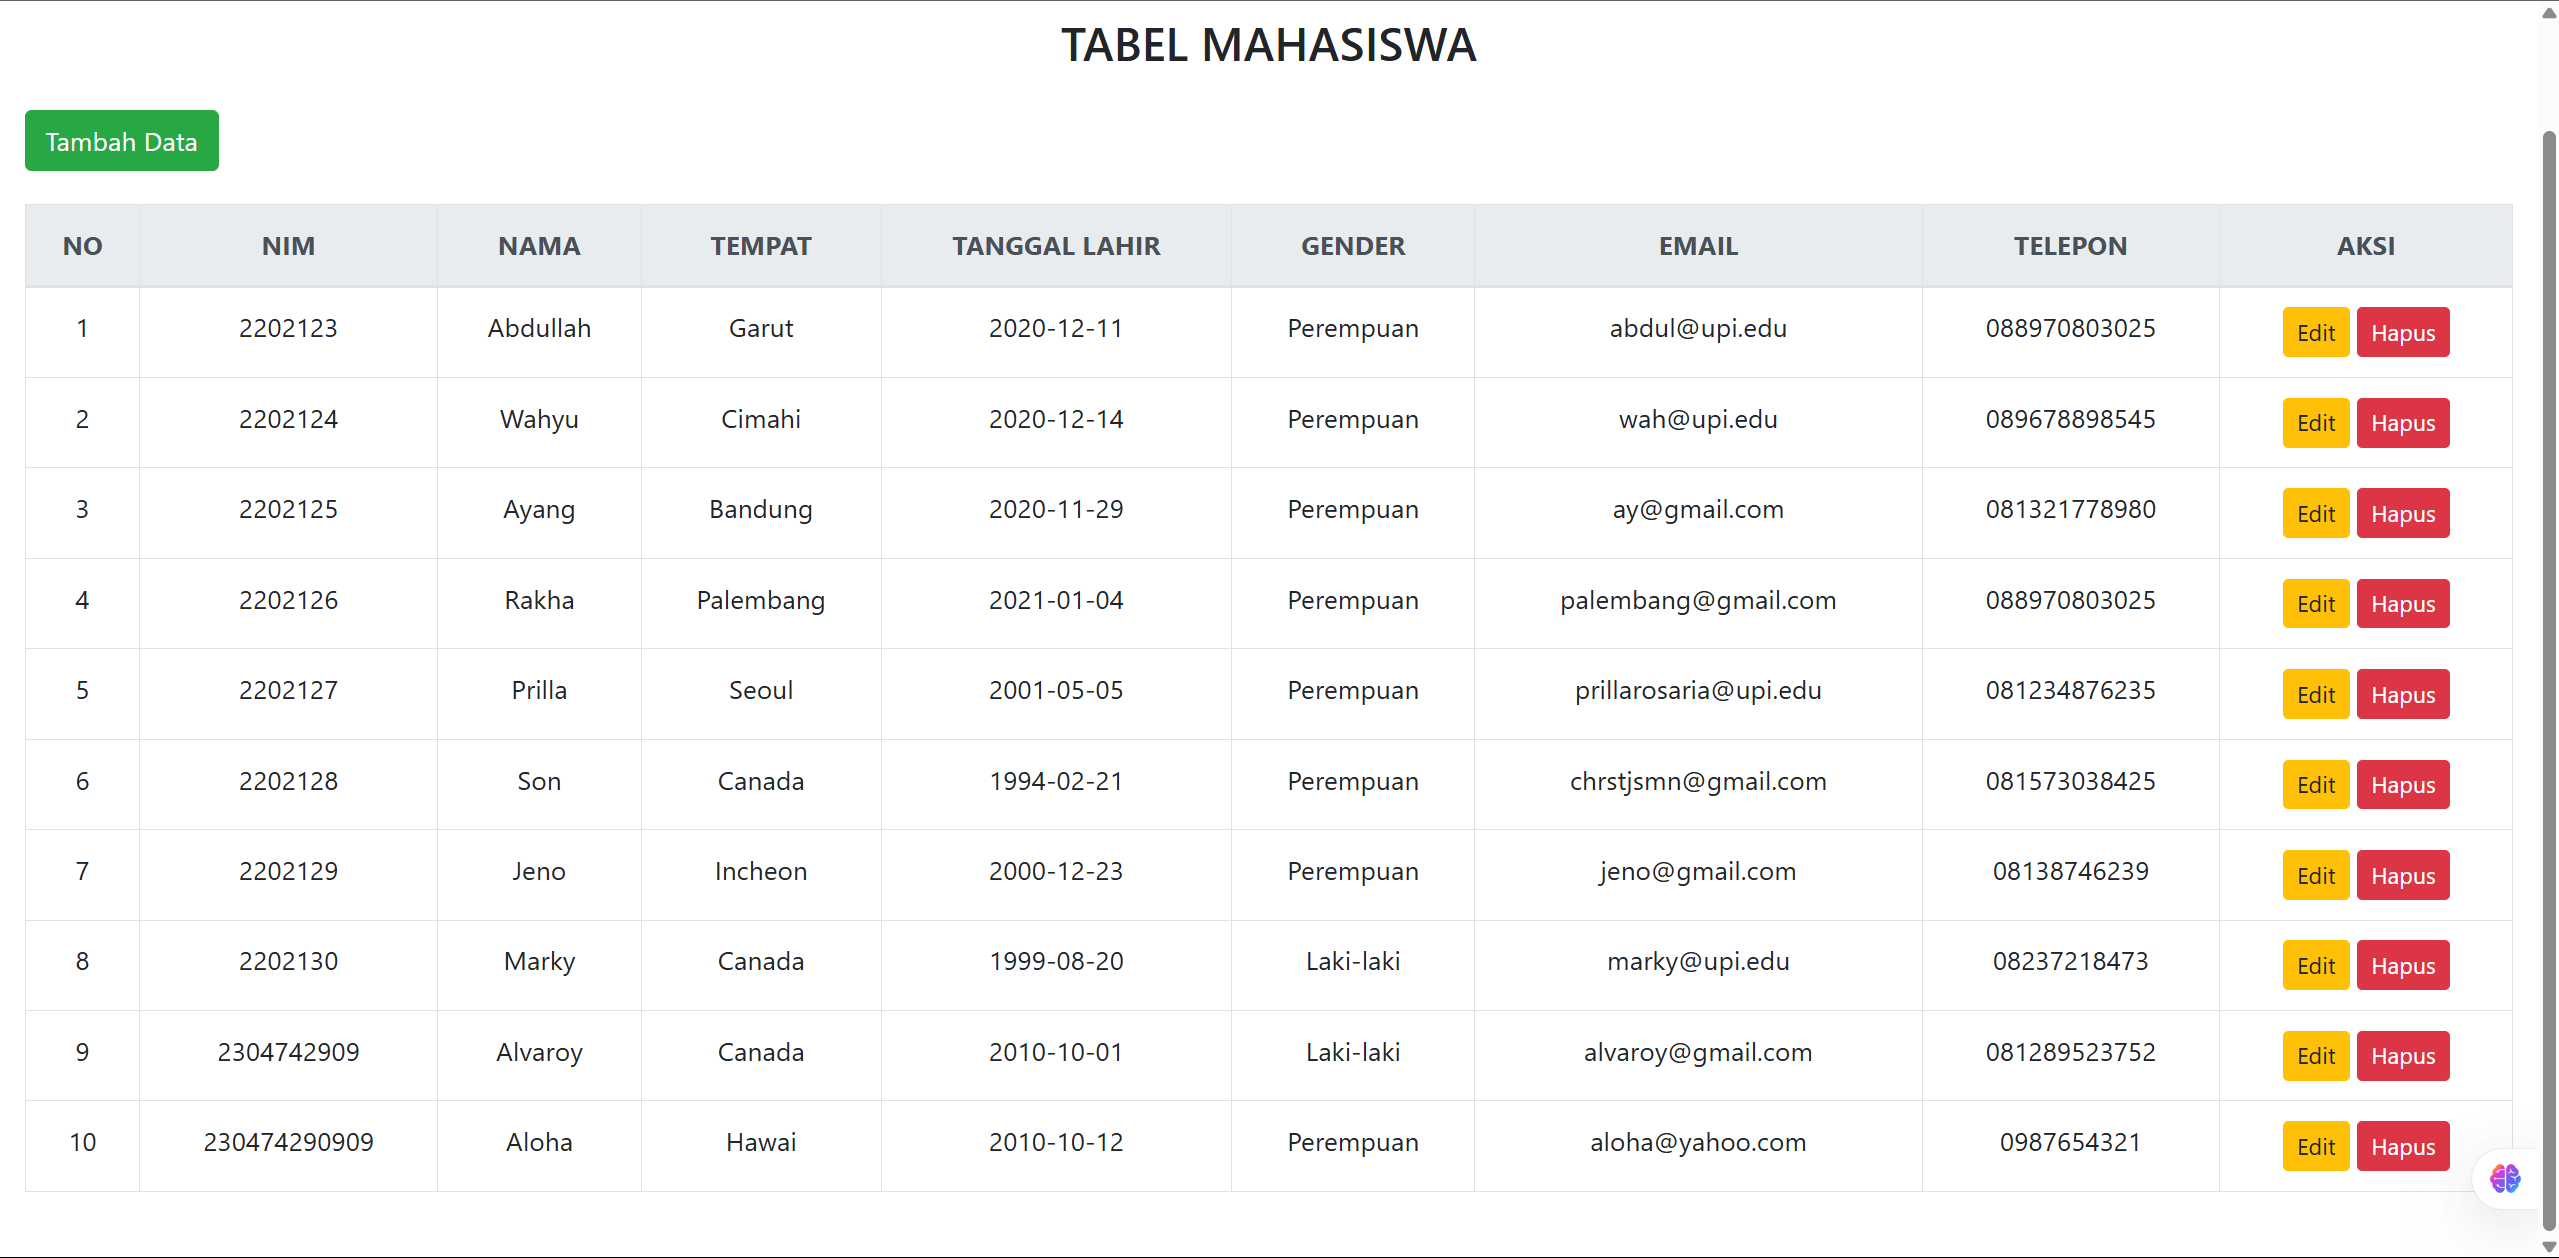 TABEL MAHASISWA
Tambah Data
NO NIM NAMA TEMPAT TANGGAL LAHIR GENDER EMAIL TELEPON AKSI
1 2202123 Abdullah Garut 2020-12-11 Perempuan abdul@upi.edu 088970803025 Edit Hapus
2 2202124 Wahyu Cimahi 2020-12-14 Perempuan wah@upi.edu 089678898545 Edit Hapus
3 2202125 Ayang Bandung 2020-11-29 Perempuan ay@gmail.com 081321778980 Edit Hapus
4 2202126 Rakha Palembang 2021-01-04 Perempuan palembang@gmail.com 088970803025 Edit Hapus
5 2202127 Prilla Seoul 2001-05-05 Perempuan prillarosaria@upi.edu 081234876235 Edit Hapus
6 2202128 Son Canada 1994-02-21 Perempuan chrstjsmn@gmail.com 081573038425 Edit Hapus
7 2202129 Jeno Incheon 2000-12-23 Perempuan jeno@gmail.com 08138746239 Edit Hapus
8 2202130 Marky Canada 1999-08-20 Laki-laki marky@upi.edu 08237218473 Edit Hapus
9 2304742909 Alvaroy Canada 2010-10-01 Laki-laki alvaroy@gmail.com 081289523752 Edit Hapus
10 230474290909 Aloha Hawai 2010-10-12 Perempuan aloha@yahoo.com 0987654321 Edit Hapus